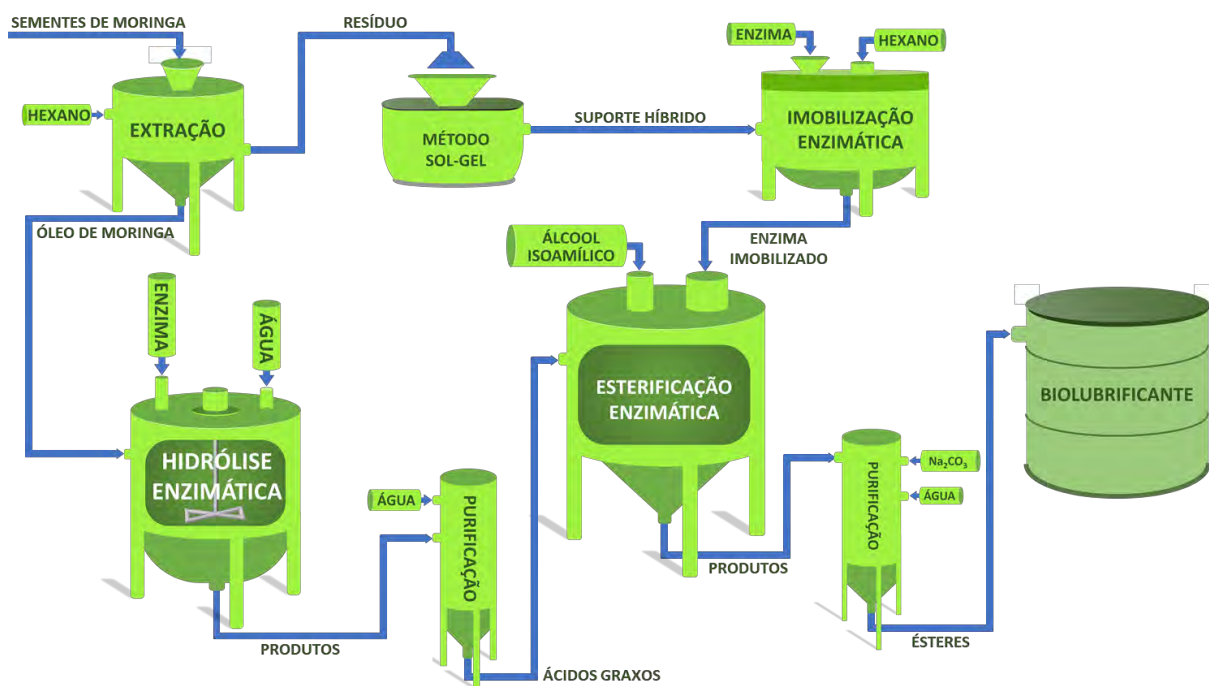 SEMENTES DE MORINGA
RESÍDUO
ENZIMA
HEXANO
HEXANO
EXTRAÇÃO
MÉTODO
SOL-GEL
SUPORTE HÍBRIDO
IMOBILIZAÇÃO
ENZIMÁTICA
ÓLEO DE MORINGA
ÁLCOOL
ISOAMÍLICO
ENZIMA
IMOBILIZADO
ENZIMA
ÁGUA
HIDRÓLISE
ENZIMÁTICA
ESTERIFICAÇÃO
ENZIMÁTICA
BIOLUBRIFICANTE
ÁGUA
PURIFICAÇÃO
PURIFICAÇÃO
Na₂CO₃
ÁGUA
PRODUTOS
PRODUTOS
ÁCIDOS GRAXOS
ÉSTERES